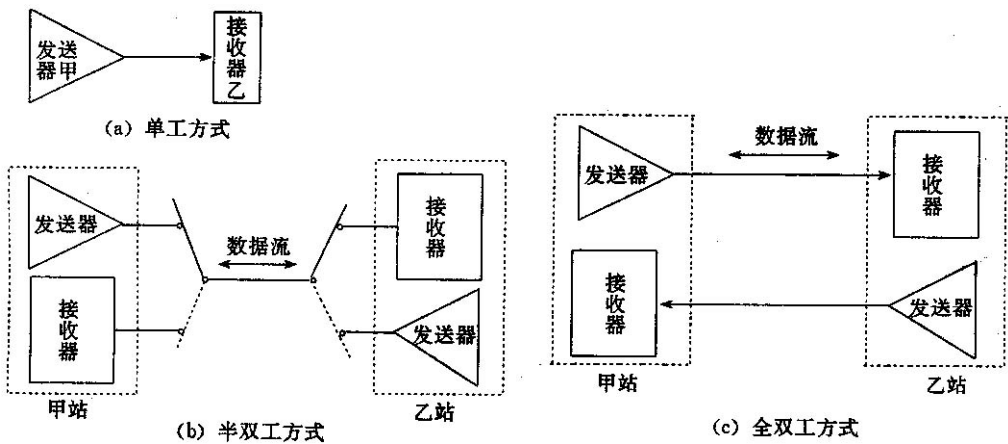 发送
器甲
接收器乙
(a) 单工方式
发送器
接收器
甲站
数据流
接收器
发送器
乙站
(b) 半双工方式
发送器
接收器
甲站
数据流
接收器
发送器
乙站
(c) 全双工方式